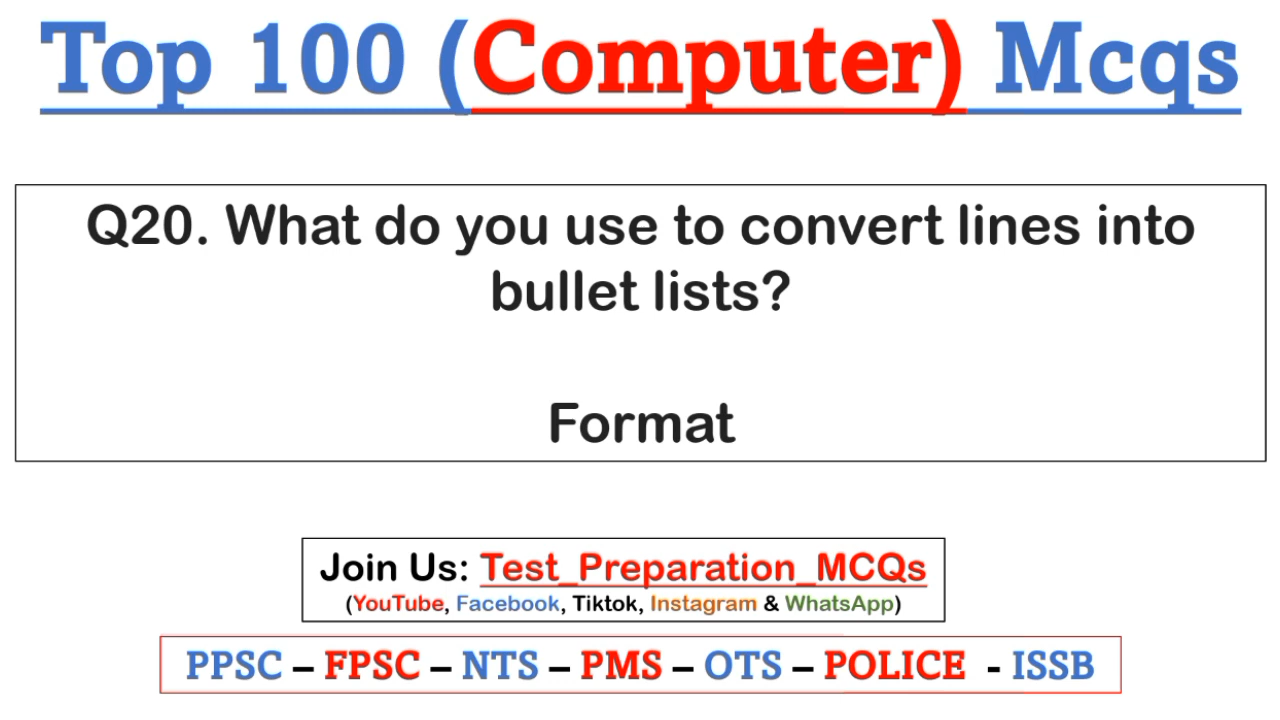 Top 100 (Computer) Mcqs
Q20. What do you use to convert lines into
bullet lists?
Format
Join Us: Test_Preparation_MCQs
(YouTube, Facebook, Tiktok, Instagram & WhatsApp)
PPSC – FPSC – NTS – PMS – OTS – POLICE - ISSB